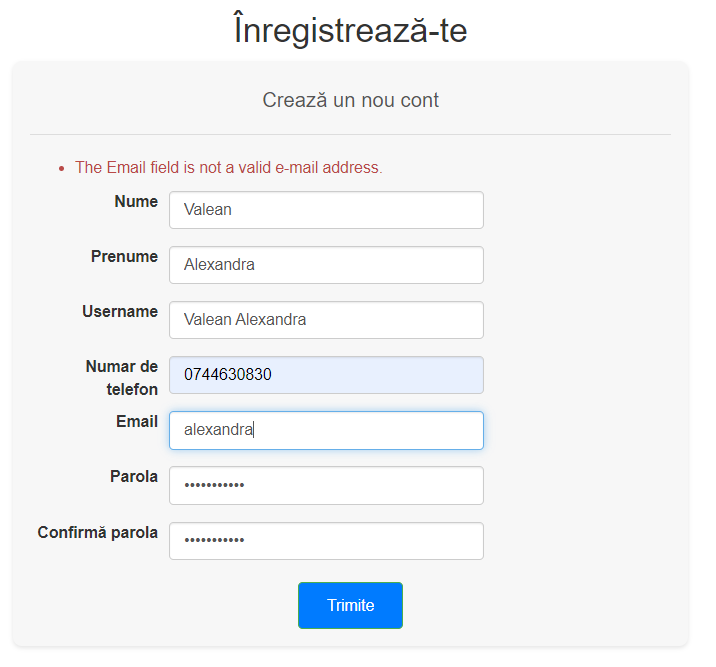 Înregistrează-te
Crează un nou cont
• The Email field is not a valid e-mail address.
Nume Valean
Prenume Alexandra
Username Valean Alexandra
Numar de telefon 0744630830
Email alexandra
Parola •••••••••••
Confirmă parola •••••••••••
Trimite